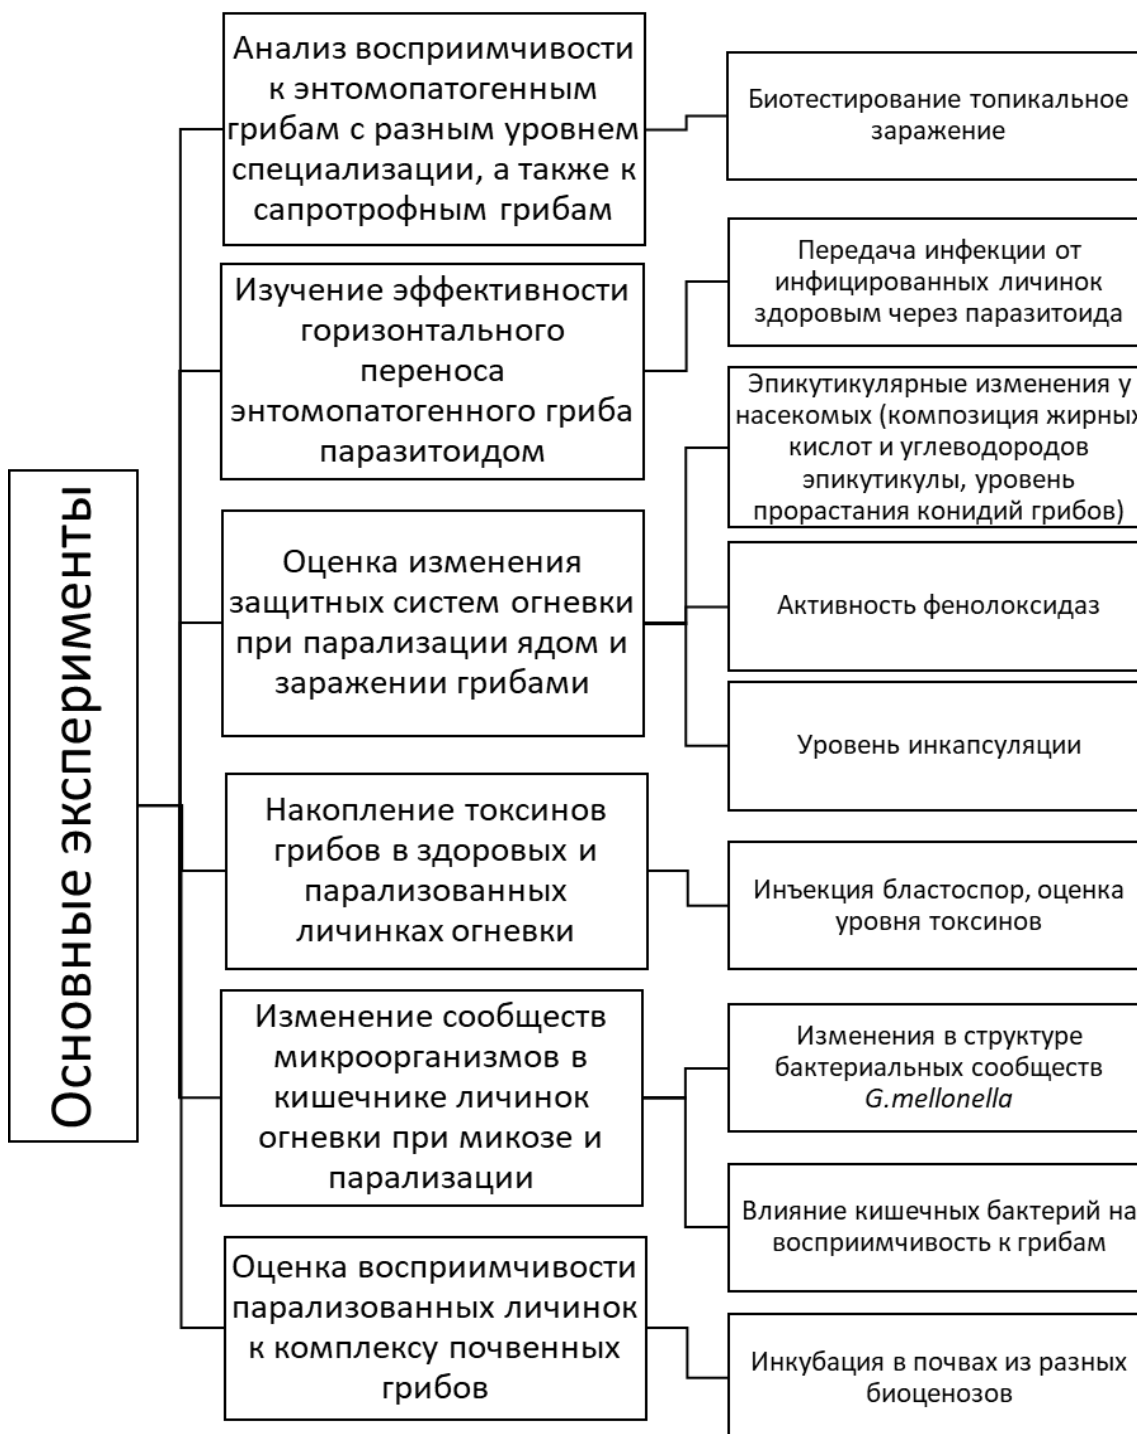 Основные эксперименты
Анализ восприимчивости
к энтомопатогенным
грибам с разным уровнем
специализации, а также к
сапротрофным грибам
Биотестирование топикальное
заражение
Изучение эффективности
горизонтального
переноса
энтомопатогенного гриба
паразитоидом
Передача инфекции от
инфицированных личинок
здоровым через паразитоида
Оценка изменения
защитных систем огневки
при парализации ядом и
заражении грибами
Эпикутикулярные изменения у
насекомых (композиция жирных
кислот и углеводородов
эпикутикулы, уровень
прорастания конидий грибов)
Активность фенолоксидаз
Уровень инкапсуляции
Накопление токсинов
грибов в здоровых и
парализованных
личинках огневки
Инъекция бластоспор, оценка
уровня токсинов
Изменение сообществ
микроорганизмов в
кишечнике личинок
огневки при микозе и
парализации
Изменения в структуре
бактериальных сообществ
G.mellonella
Влияние кишечных бактерий на
восприимчивость к грибам
Оценка восприимчивости
парализованных личинок
к комплексу почвенных
грибов
Инкубация в почвах из разных
биоценозов